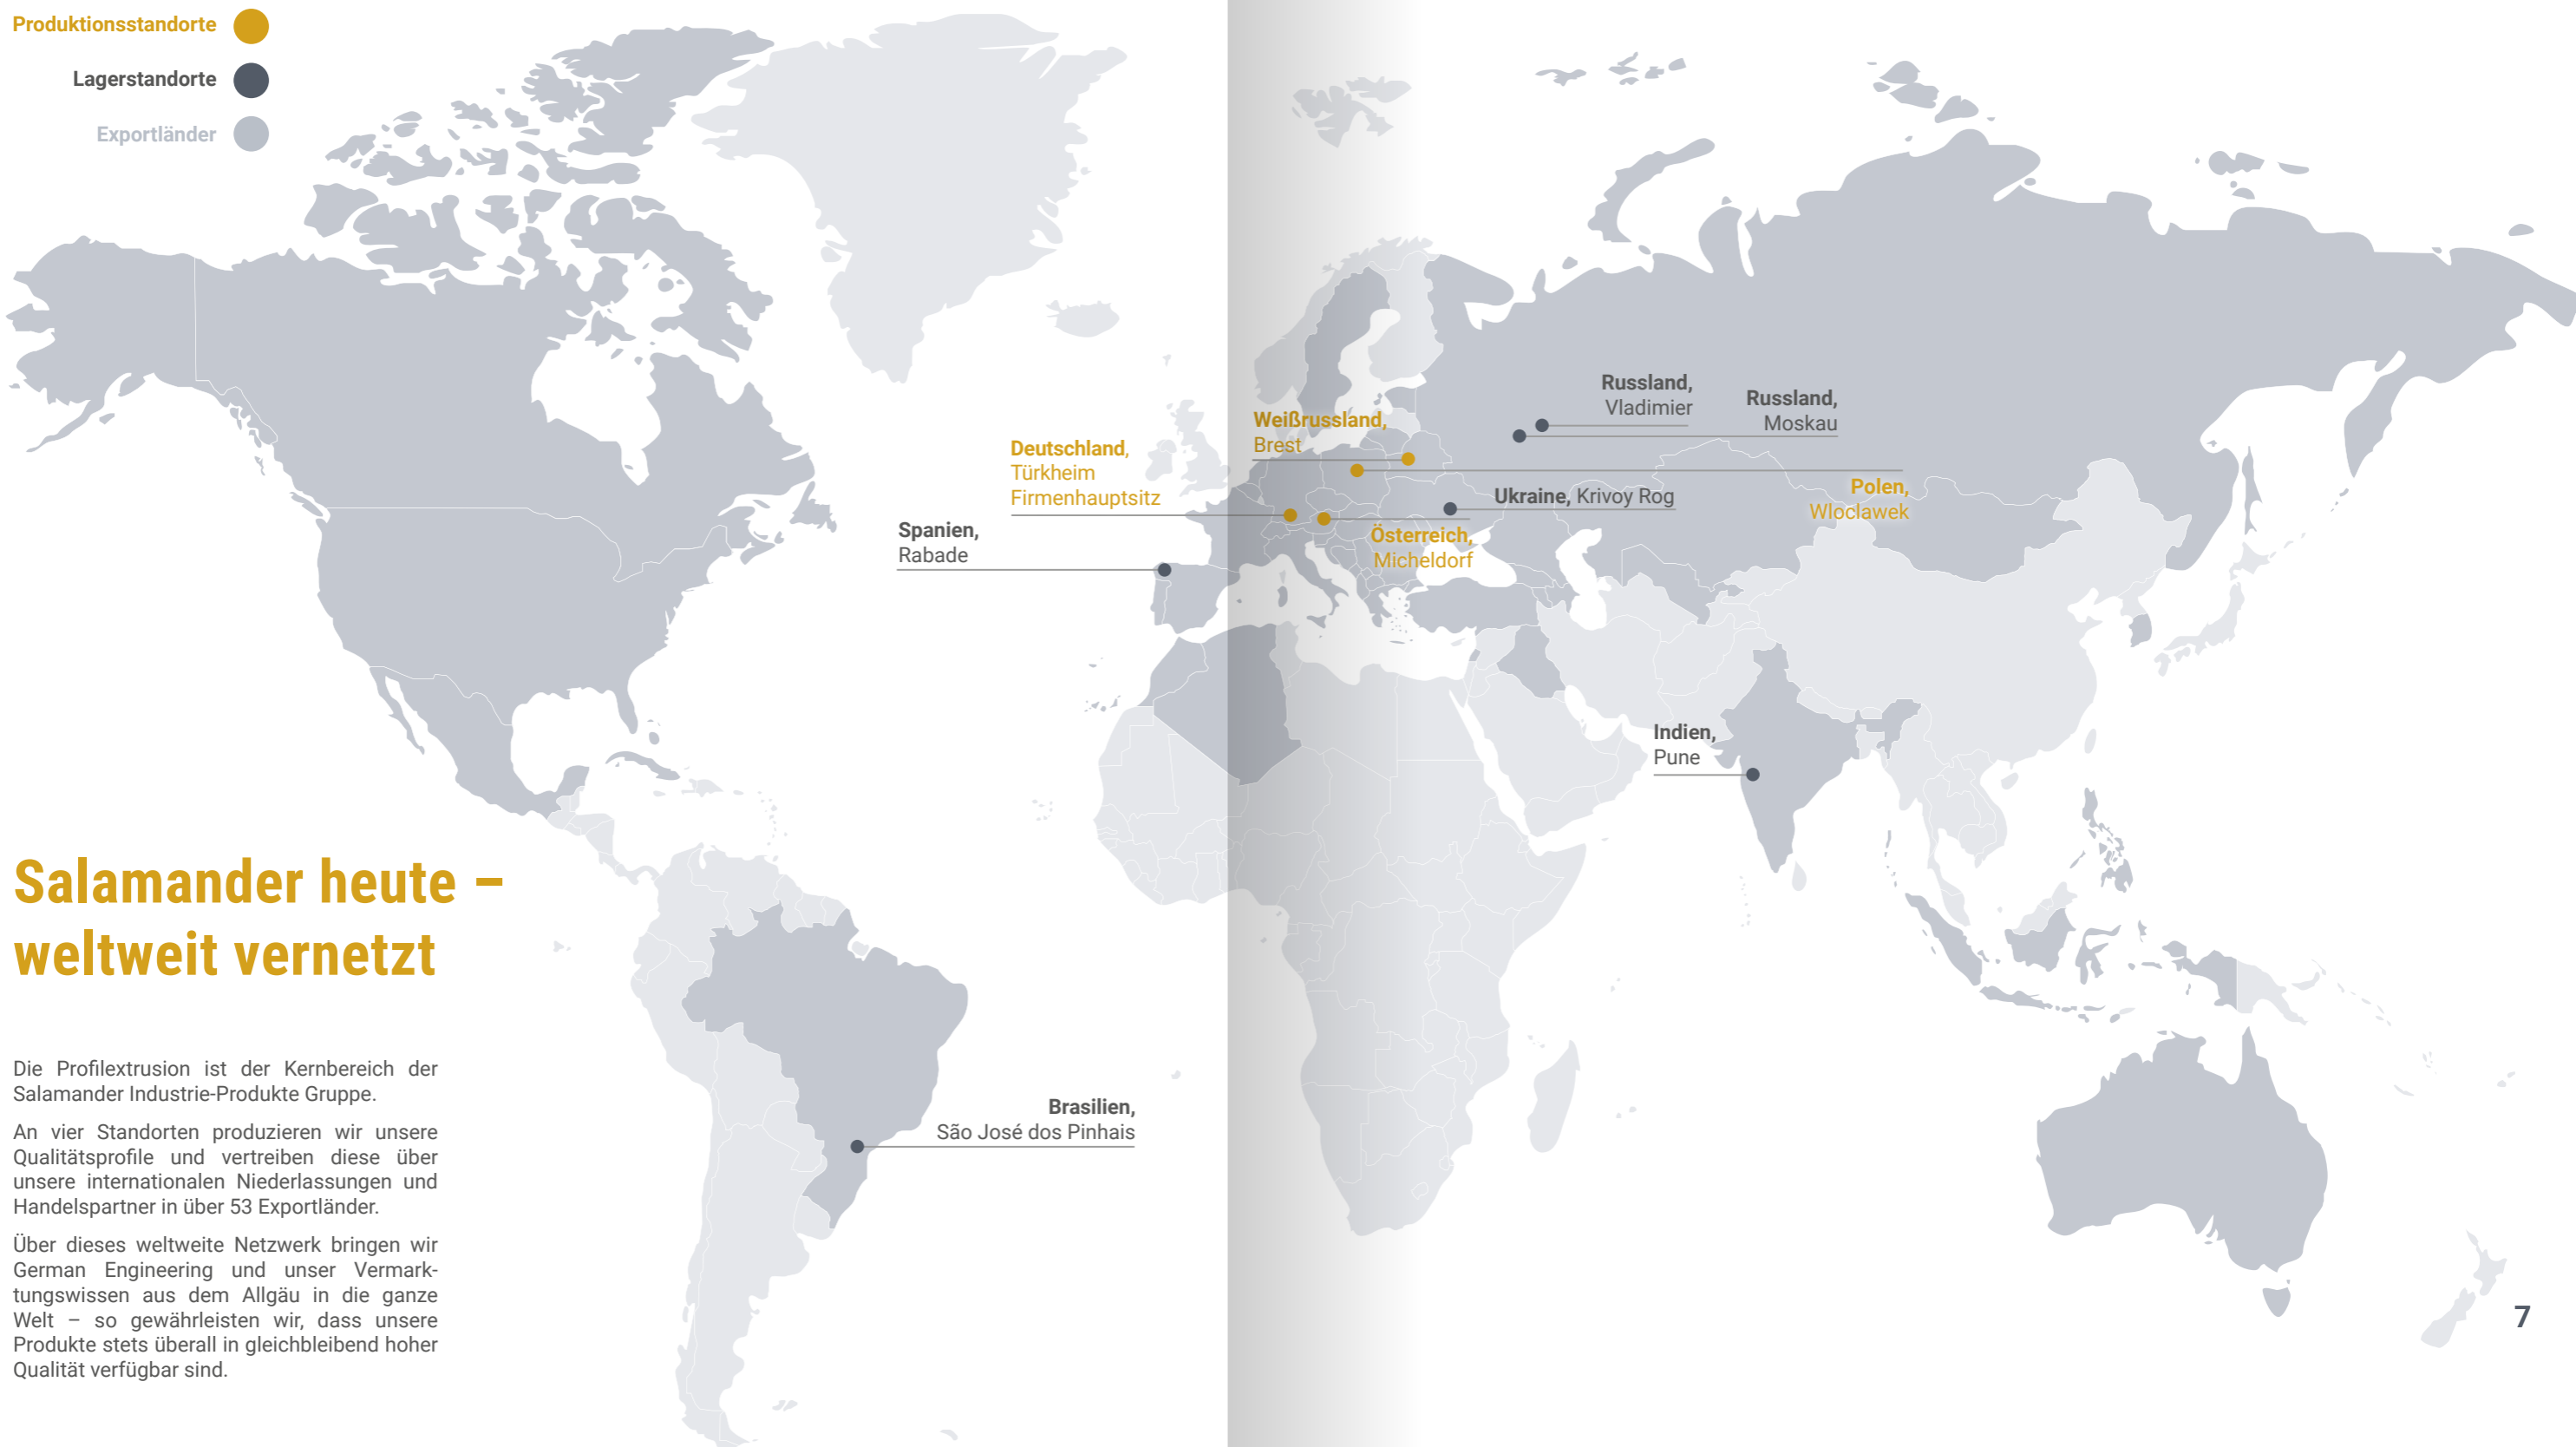 Produktionsstandorte
Lagerstandorte
Exportländer
Russland,
Vladimier
Russland,
Moskau
Weißrussland,
Brest
Deutschland,
Türkheim
Firmenhauptsitz
Polen,
Wloclawek
Ukraine, Krivoy Rog
Spanien,
Rabade
Österreich,
Micheldorf
Indien,
Pune
Brasilien,
São José dos Pinhais
Salamander heute –
weltweit vernetzt
Die Profilextrusion ist der Kernbereich der
Salamander Industrie-Produkte Gruppe.
An vier Standorten produzieren wir unsere
Qualitätsprofile und vertreiben diese über
unsere internationalen Niederlassungen und
Handelspartner in über 53 Exportländer.
Über dieses weltweite Netzwerk bringen wir
German Engineering und unser Vermark-
tungswissen aus dem Allgäu in die ganze
Welt – so gewährleisten wir, dass unsere
Produkte stets überall in gleichbleibend hoher
Qualität verfügbar sind.
7